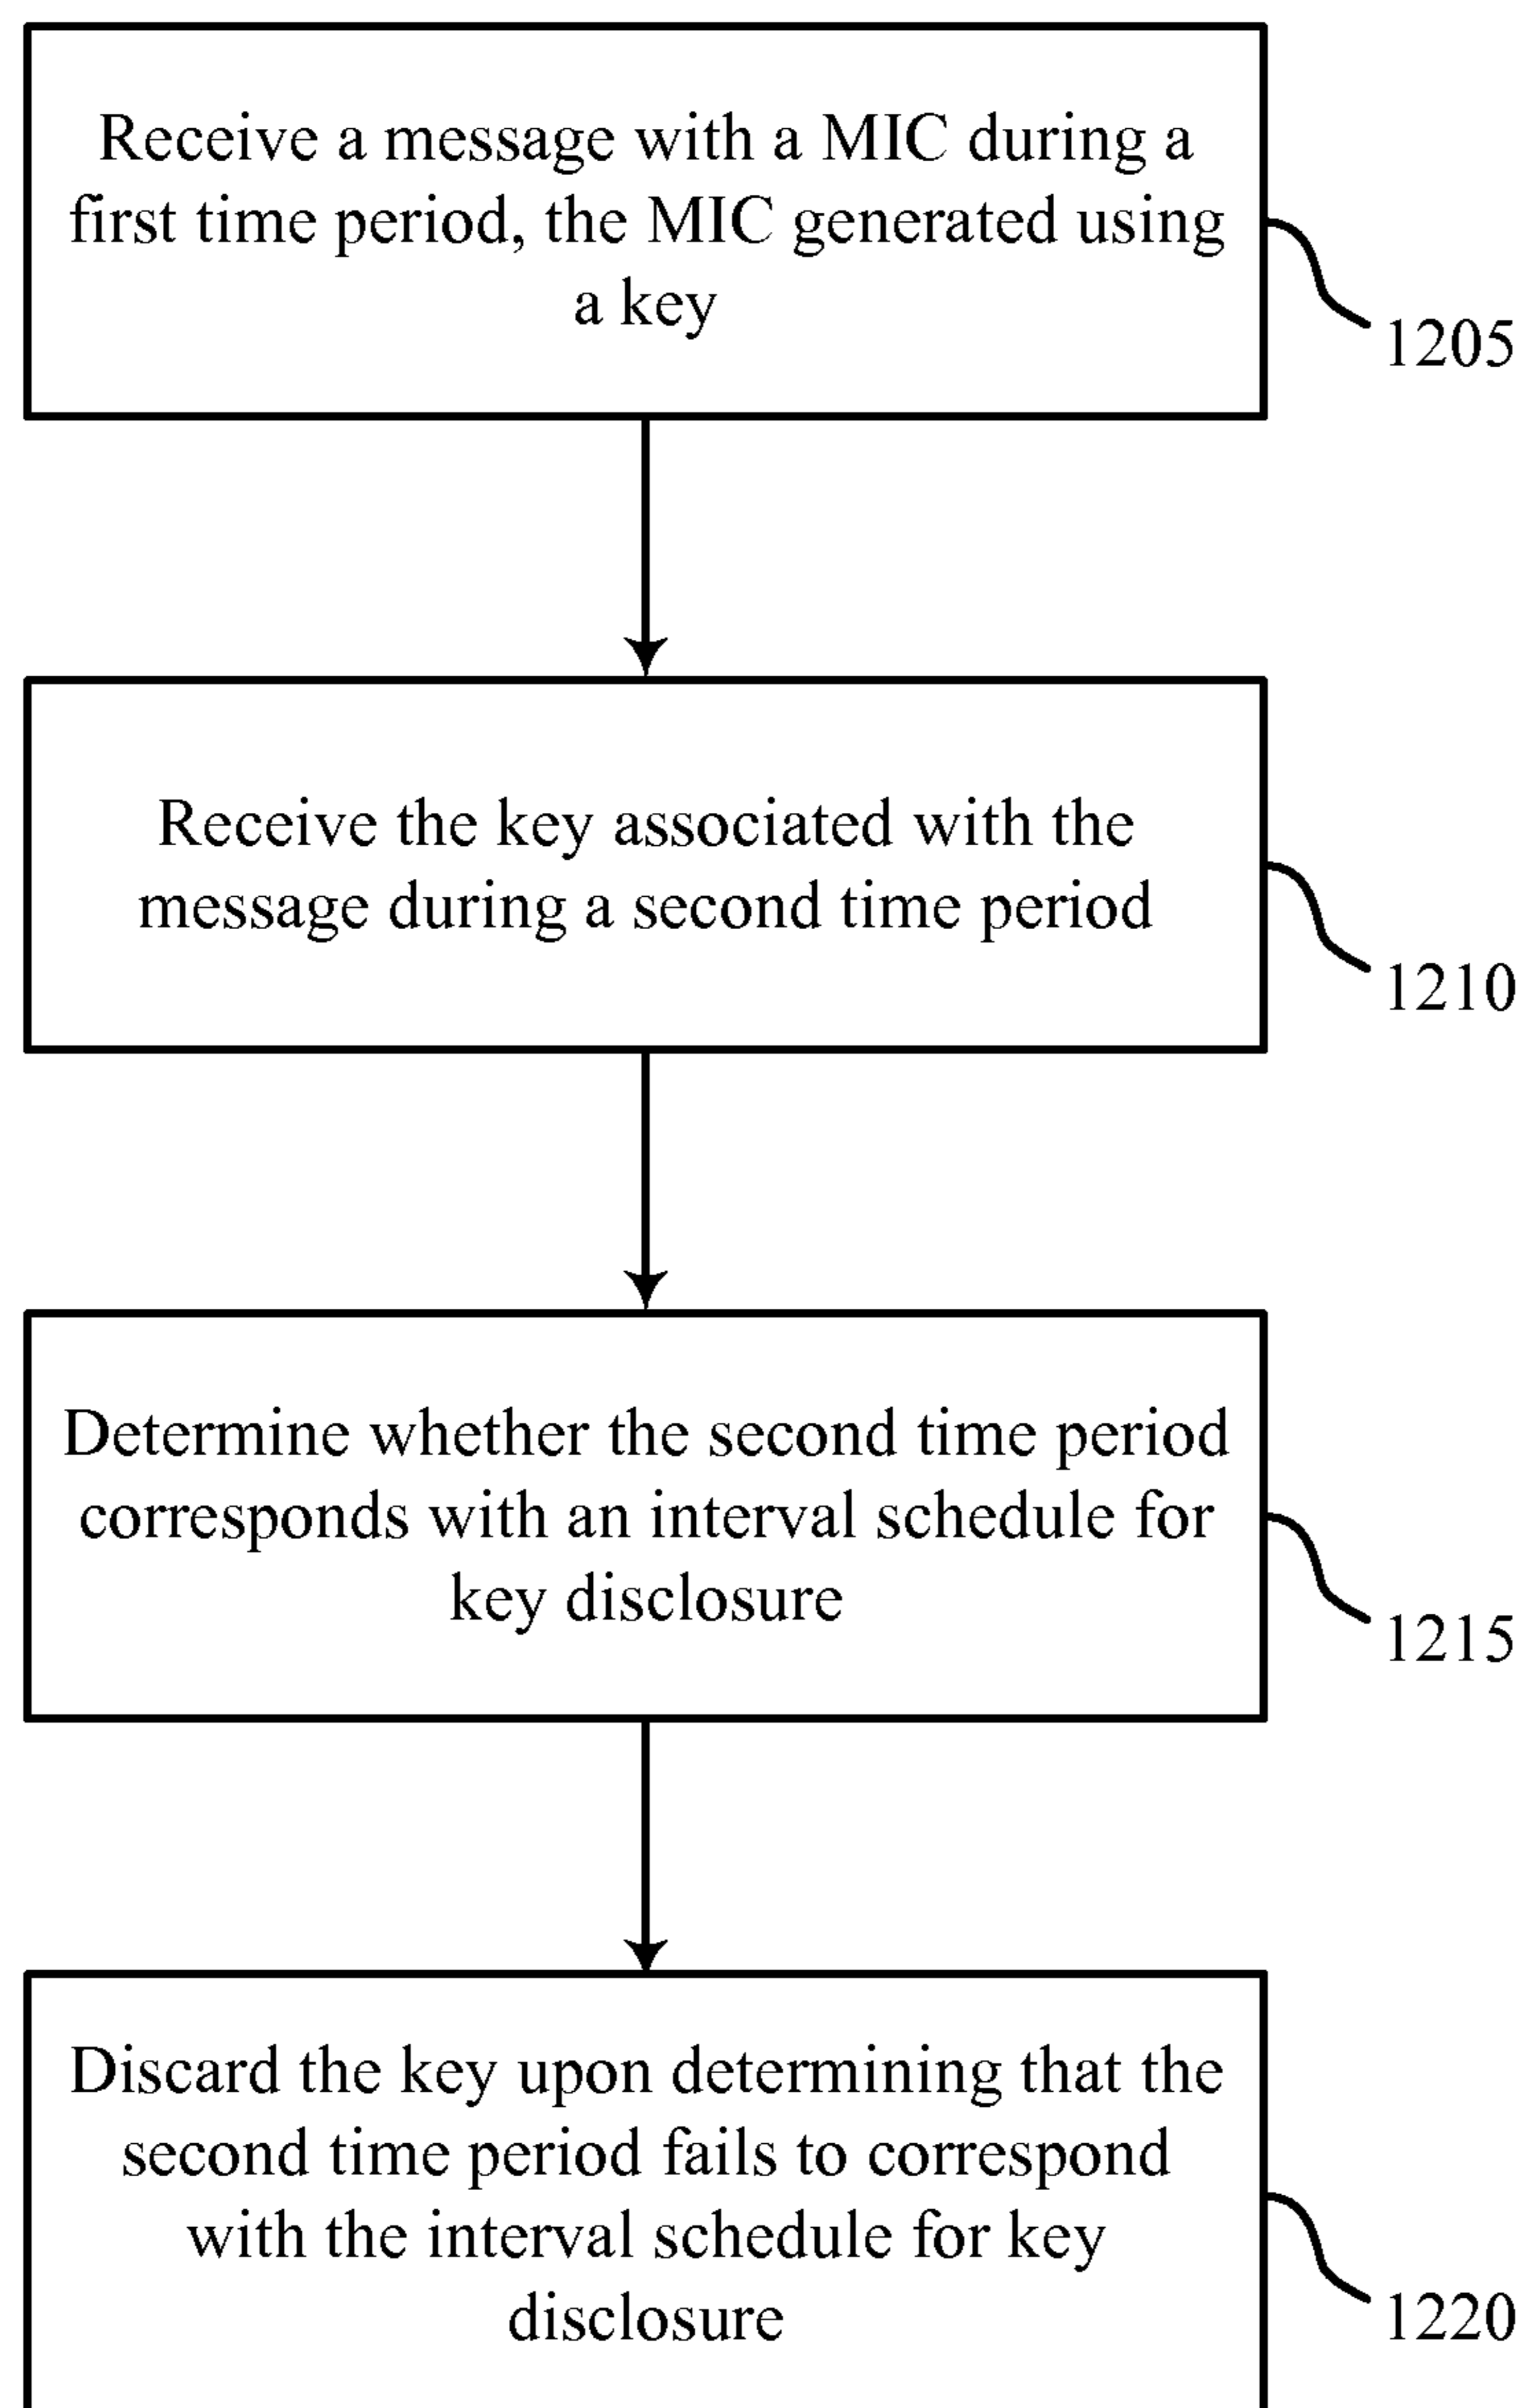 Receive a message with a MIC during a
first time period, the MIC generated using
a key
1205
Receive the key associated with the
message during a second time period
1210
Determine whether the second time period
corresponds with an interval schedule for
key disclosure
1215
Discard the key upon determining that the
second time period fails to correspond
with the interval schedule for key
disclosure
1220